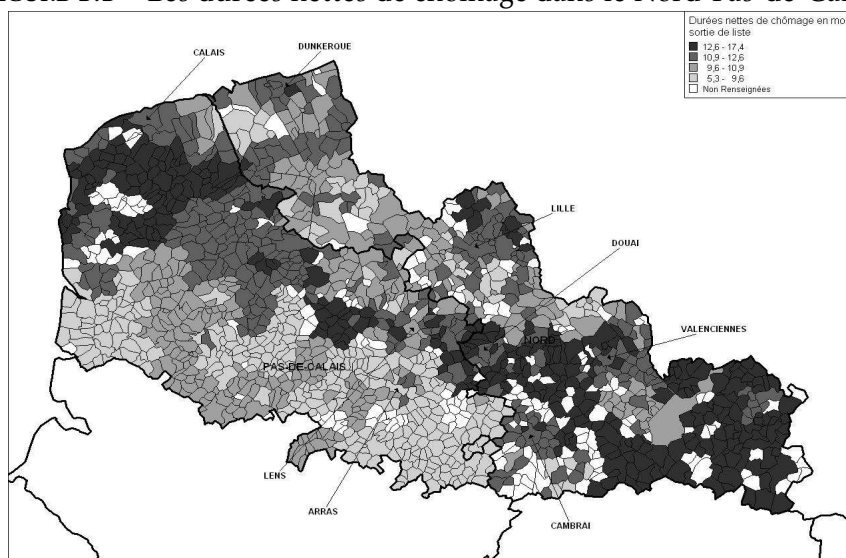 Les durées nettes de chômage dans le Nord-Pas-de-Cal
Durées nettes de chômage en mo
sortie de liste
12,6 - 17,4
10,9 - 12,6
9,6 - 10,9
5,3 - 9,6
Non Renseignées
DUNKERQUE
CALAIS
LILLE
DOUAI
VALENCIENNES
NORD
PAS-DE-CALAIS
LENS
ARRAS
CAMBRAI